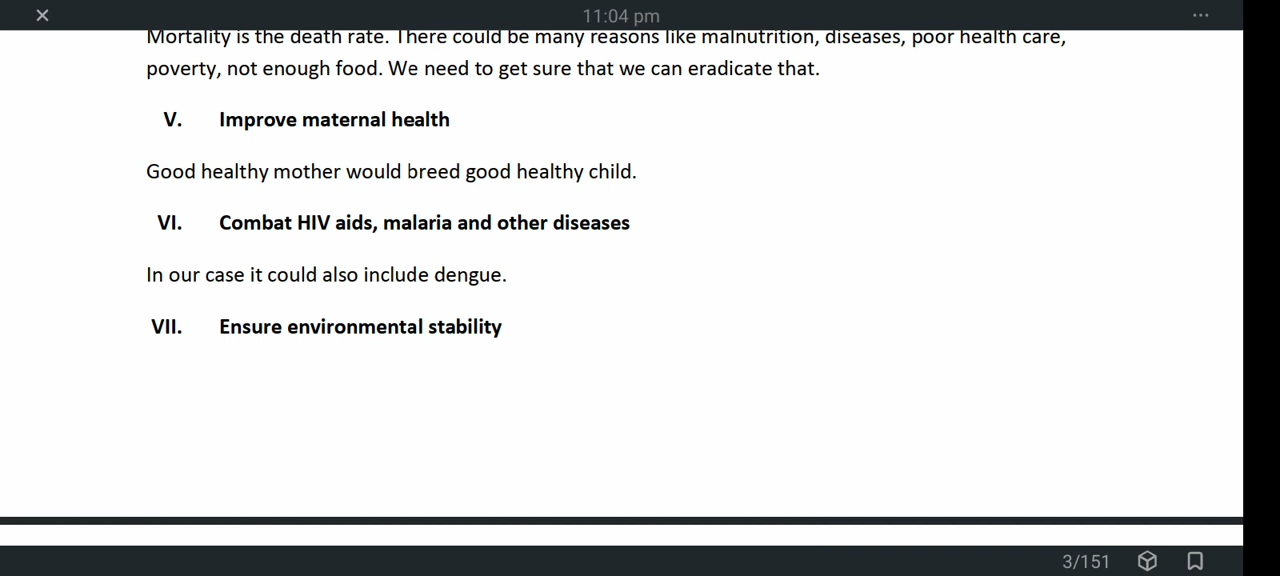 11:04 pm
Mortality is the death rate. There could be many reasons like malnutrition, diseases, poor health care,
poverty, not enough food. We need to get sure that we can eradicate that.
V. Improve maternal health
Good healthy mother would breed good healthy child.
VI. Combat HIV aids, malaria and other diseases
In our case it could also include dengue.
VII. Ensure environmental stability
3/151